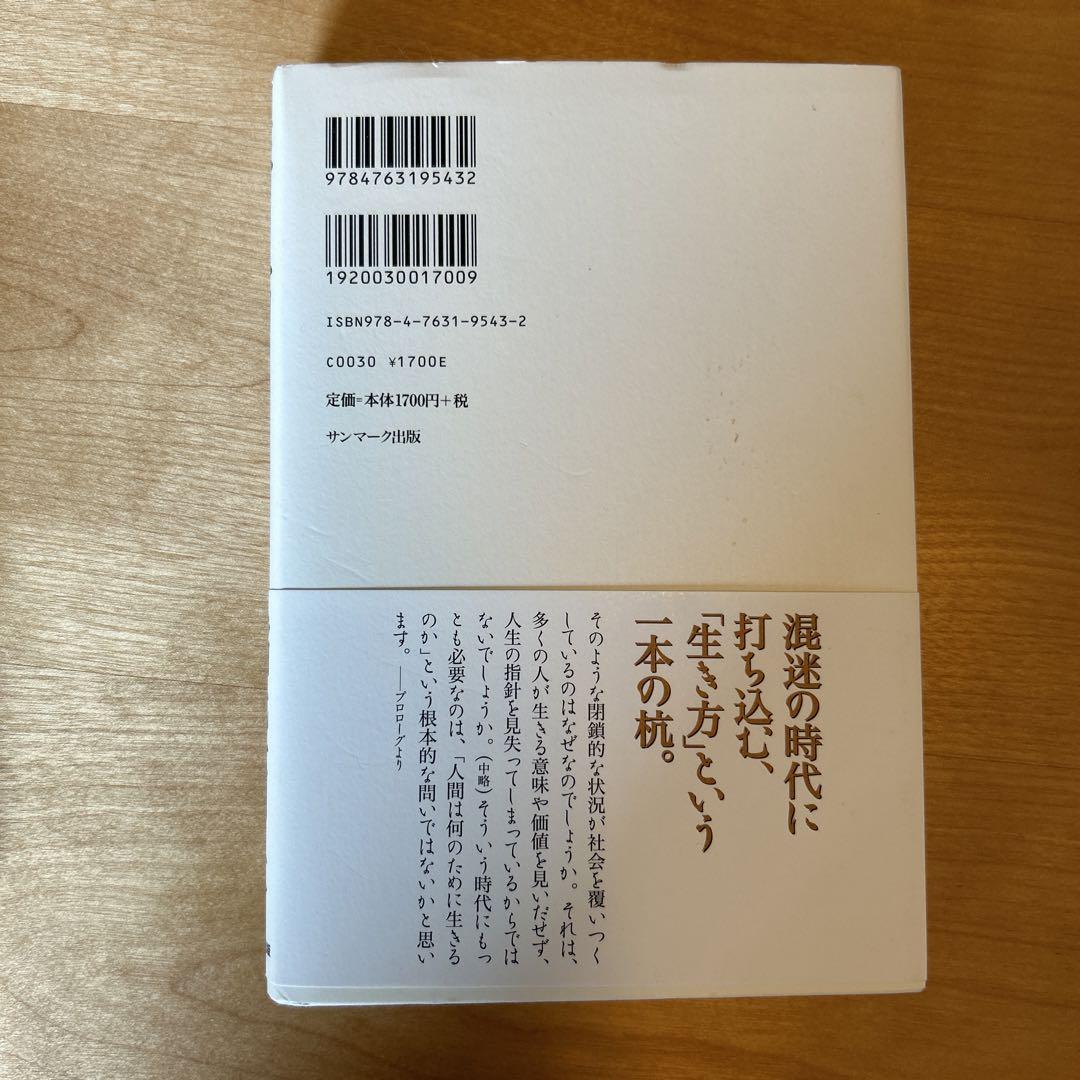 9784763195432
1920030017009
ISBN978-4-7631-9543-2
C0030 ¥1700E
定価=本体1700円+税
サンマーク出版
混迷の時代に
打ち込む、
「生き方」という
一本の杭。
そのような閉鎖的な状況が社会を覆いつく
しているのはなぜなのでしょうか。それは、
多くの人が生きる意味や価値を見いだせず、
人生の指針を見失ってしまっているからでは
ないでしょうか。(中略)そういう時代にもっ
とも必要なのは、「人間は何のために生きる
のか」という根本的な問いではないかと思い
ます。――プロローグより